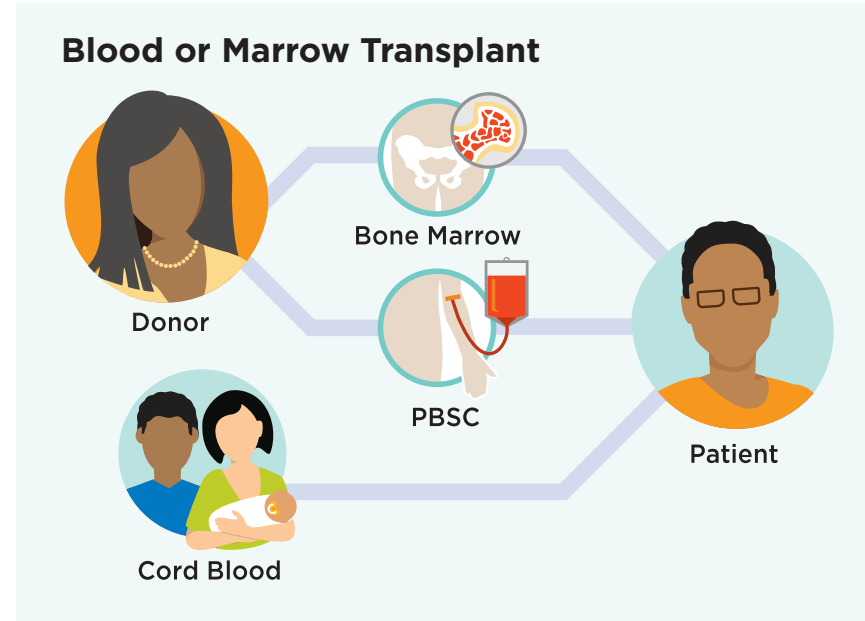 Blood or Marrow Transplant
Bone Marrow
Donor
PBSC
Patient
Cord Blood